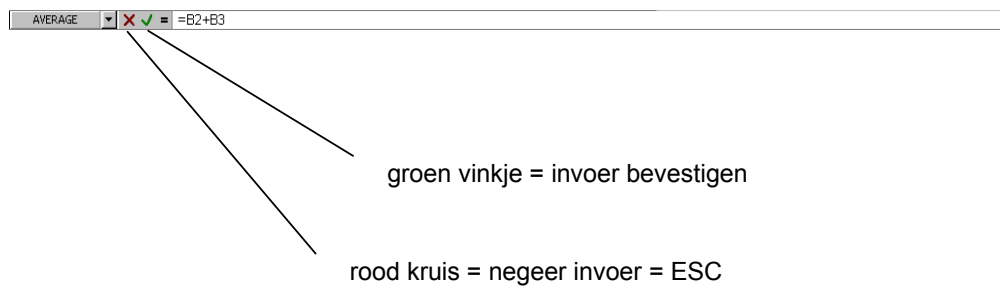 AVERAGE = =B2+B3
groen vinkje = invoer bevestigen
rood kruis = negeer invoer = ESC